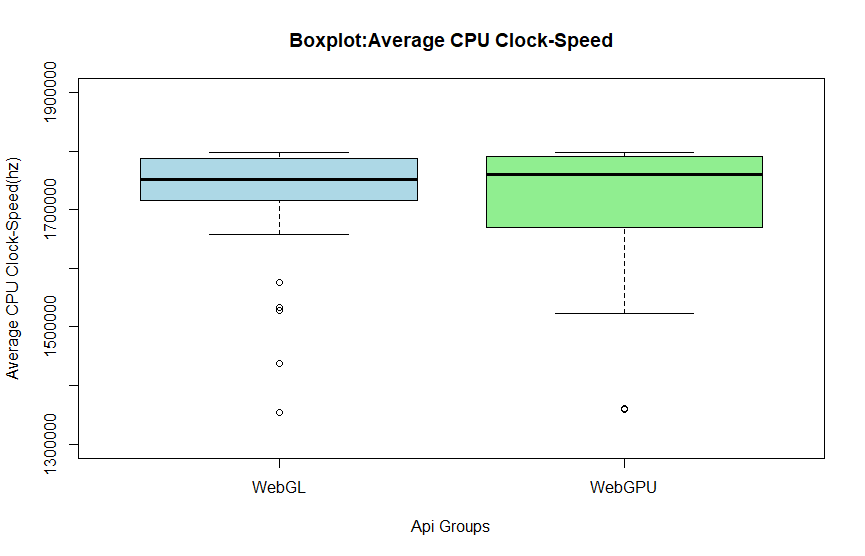 Boxplot:Average CPU Clock-Speed
Average CPU Clock-Speed(hz)
1900000
1700000
1500000
1300000
WebGL
WebGPU
Api Groups